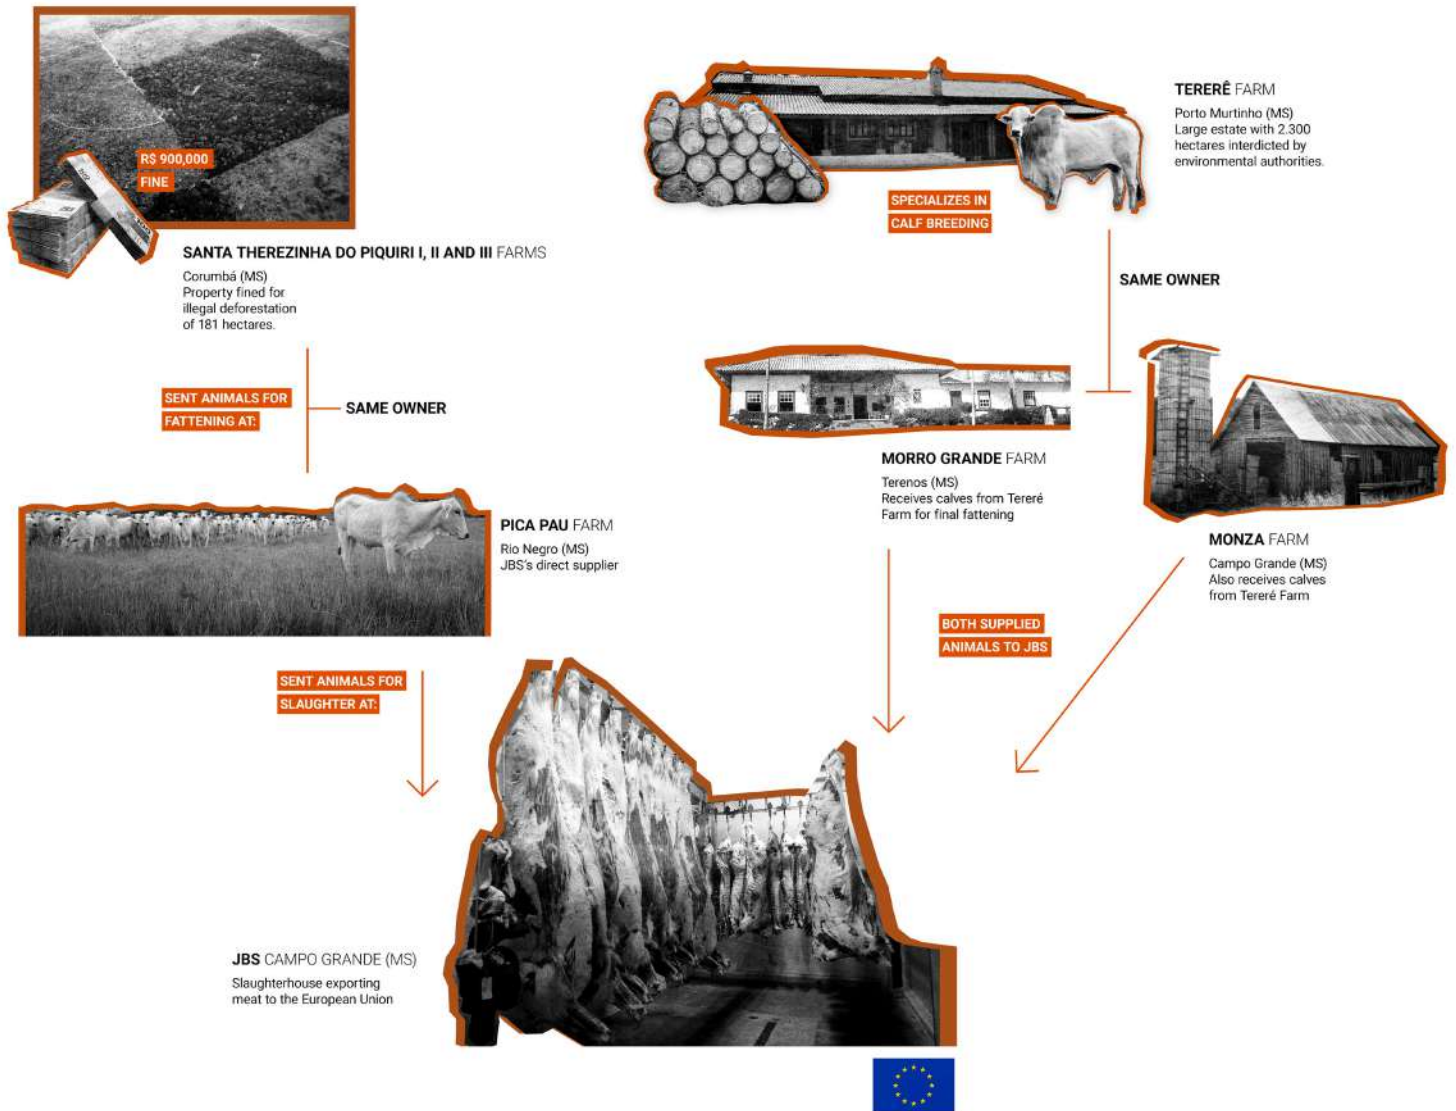 R$ 900,000
FINE
SANTA THEREZINHA DO PIQUIRI I, II AND III FARMS
Corumbá (MS)
Property fined for
illegal deforestation
of 181 hectares.
SENT ANIMALS FOR
FATTENING AT:
SAME OWNER
PICA PAU FARM
Rio Negro (MS)
JBS's direct supplier
SENT ANIMALS FOR
SLAUGHTER AT:
TERERÊ FARM
Porto Murtinho (MS)
Large estate with 2.300
hectares interdicted by
environmental authorities.
SPECIALIZES IN
CALF BREEDING
SAME OWNER
MORRO GRANDE FARM
Terenos (MS)
Receives calves from Tereré
Farm for final fattening
MONZA FARM
Campo Grande (MS)
Also receives calves
from Tereré Farm
BOTH SUPPLIED
ANIMALS TO JBS
JBS CAMPO GRANDE (MS)
Slaughterhouse exporting
meat to the European Union